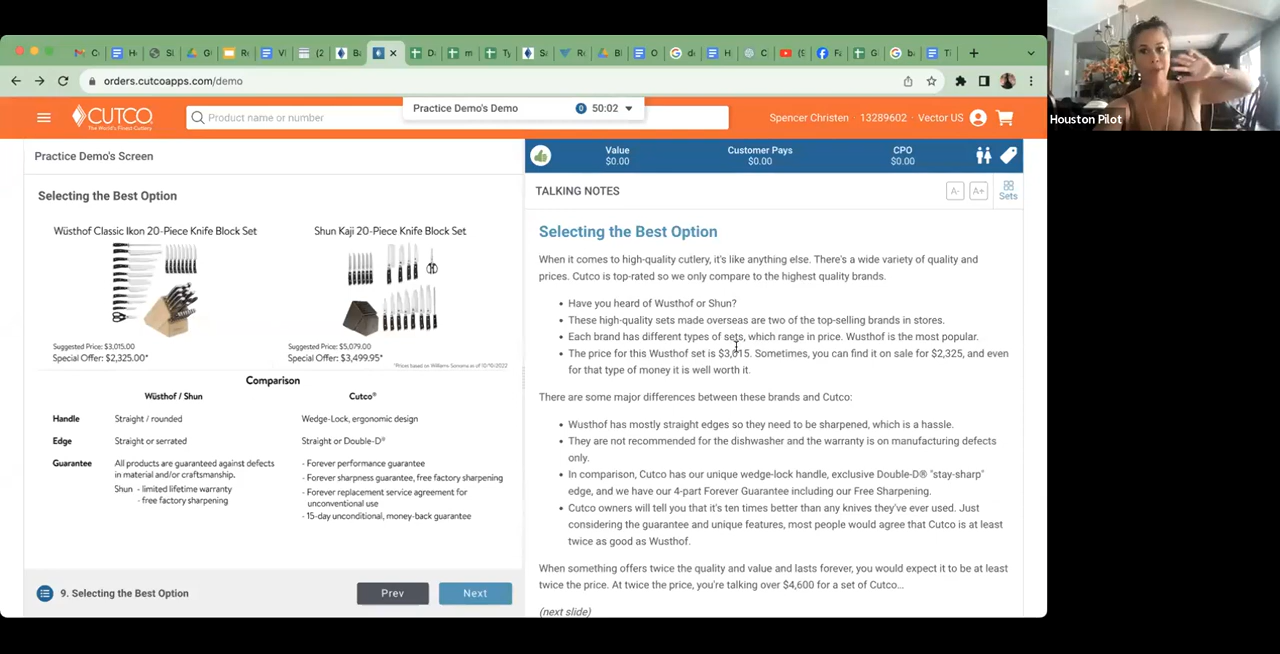 C
H
Sl
G
R
V
(2
B
D
m
T
S
R
B
O
d
H
C
(9
F
G
b
T
orders.cutcoapps.com/demo
CUTCO
The World's Finest Cutlery
Product name or number
Practice Demo's Demo
0
50:02
Spencer Christen
13289602
Vector US
Houston Pilot
Practice Demo's Screen
Selecting the Best Option
Wüsthof Classic Ikon 20-Piece Knife Block Set
Shun Kaji 20-Piece Knife Block Set
Suggested Price: $3,015.00
Special Offer: $2,325.00*
Suggested Price: $5,079.00
Special Offer: $3,499.95*
*Prices based on Williams-Sonoma as of 10/10/2022
Comparison
Wüsthof / Shun
Cutco®
Handle
Straight / rounded
Wedge-Lock, ergonomic design
Edge
Straight or serrated
Straight or Double-D®
Guarantee
All products are guaranteed against defects
in material and/or craftsmanship.
Shun - limited lifetime warranty
- free factory sharpening
- Forever performance guarantee
- Forever sharpness guarantee, free factory sharpening
- Forever replacement service agreement for
unconventional use
- 15-day unconditional, money-back guarantee
9. Selecting the Best Option
Prev
Next
Value
$0.00
Customer Pays
$0.00
CPO
$0.00
TALKING NOTES
A-
A+
Sets
Selecting the Best Option
When it comes to high-quality cutlery, it's like anything else. There's a wide variety of quality and
prices. Cutco is top-rated so we only compare to the highest quality brands.
• Have you heard of Wusthof or Shun?
• These high-quality sets made overseas are two of the top-selling brands in stores.
• Each brand has different types of sets, which range in price. Wusthof is the most popular.
• The price for this Wusthof set is $3,015. Sometimes, you can find it on sale for $2,325, and even
for that type of money it is well worth it.
There are some major differences between these brands and Cutco:
• Wusthof has mostly straight edges so they need to be sharpened, which is a hassle.
• They are not recommended for the dishwasher and the warranty is on manufacturing defects
only.
• In comparison, Cutco has our unique wedge-lock handle, exclusive Double-D® "stay-sharp"
edge, and we have our 4-part Forever Guarantee including our Free Sharpening.
• Cutco owners will tell you that it's ten times better than any knives they've ever used. Just
considering the guarantee and unique features, most people would agree that Cutco is at least
twice as good as Wusthof.
When something offers twice the quality and value and lasts forever, you would expect it to be at least
twice the price. At twice the price, you're talking over $4,600 for a set of Cutco...
(next slide)